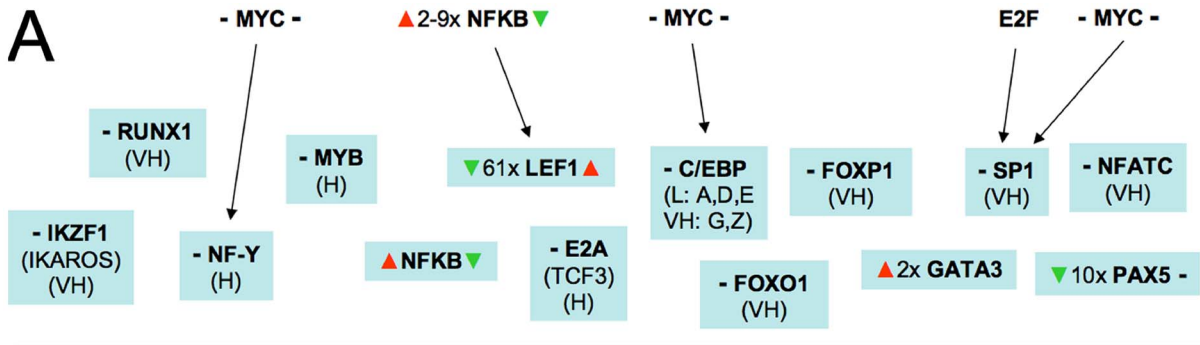 A
- MYC -
▲2-9x NFKB▼
- MYC -
E2F
- MYC -
- RUNX1
(VH)
- MYB
(H)
▼61x LEF1▲
- C/EBP
(L: A,D,E
VH: G,Z)
- FOXP1
(VH)
- SP1
(VH)
- NFATC
(VH)
- IKZF1
(IKAROS)
(VH)
- NF-Y
(H)
▲NFKB▼
- E2A
(TCF3)
(H)
- FOXO1
(VH)
▲2x GATA3
▼10x PAX5 -